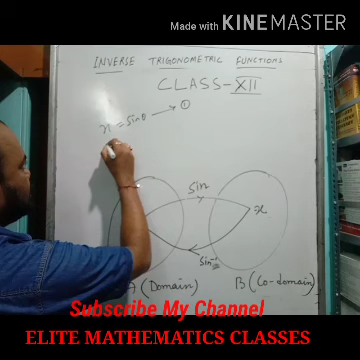 Made with KINEMASTER
INVERSE TRIGONOMETRIC FUNCTIONS
CLASS-XII
x = sinθ → ①
sin
x
sin⁻¹
A (Domain) B (Co-domain)
Subscribe My Channel
ELITE MATHEMATICS CLASSES